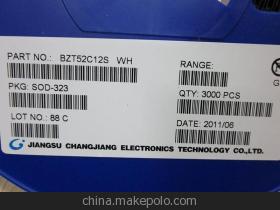 PART NO.: BZT52C12S WH
RANGE:
PKG: SOD-323
QTY: 3000 PCS
LOT NO.: 88 C
DATE: 2011/06
JIANGSU CHANGJIANG ELECTRONICS TECHNOLOGY CO.,LTD.
china.makepolo.com